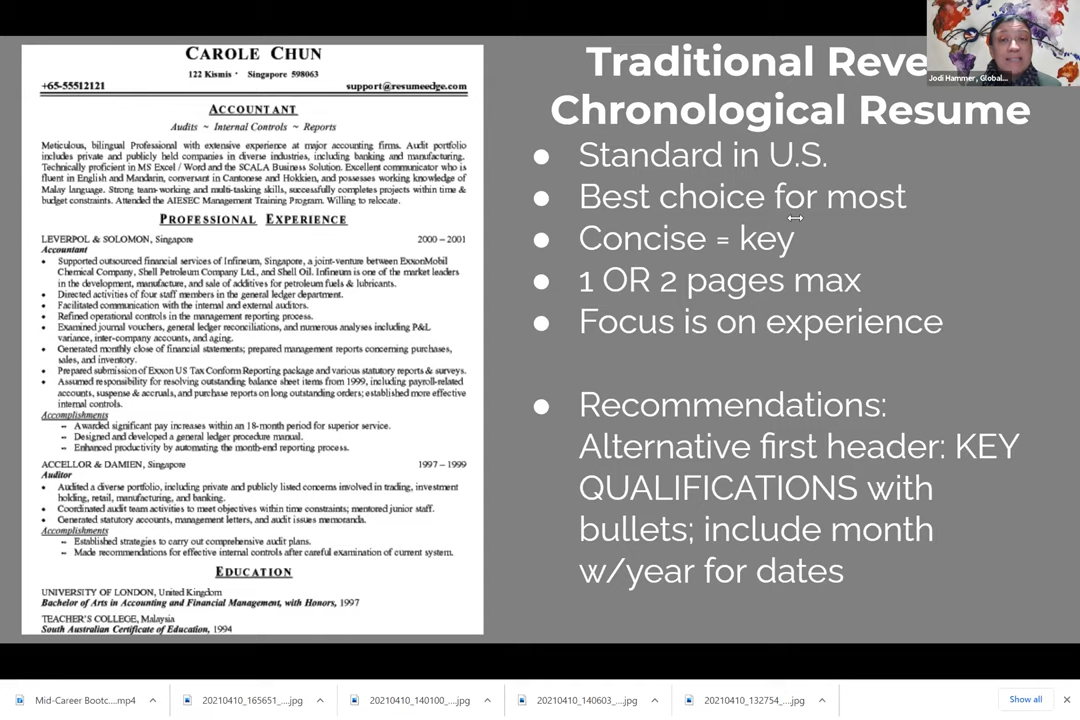 CAROLE CHUN
122 Kismis · Singapore 598063
+65-55512121 support@resumeedge.com
ACCOUNTANT
Audits ~ Internal Controls ~ Reports
Meticulous, bilingual Professional with extensive experience at major accounting firms. Audit portfolio
includes private and publicly held companies in diverse industries, including banking and manufacturing.
Technically proficient in MS Excel / Word and the SCALA Business Solution. Excellent communicator who is
fluent in English and Mandarin, conversant in Cantonese and Hokkien, and possesses working knowledge of
Malay language. Strong team-working and multi-tasking skills, successfully completes projects within time &
budget constraints. Attended the AIESEC Management Training Program. Willing to relocate.
PROFESSIONAL EXPERIENCE
LEVERPOL & SOLOMON, Singapore 2000 – 2001
Accountant
• Supported outsourced financial services of Infineum, Singapore, a joint-venture between ExxonMobil
Chemical Company, Shell Petroleum Company Ltd., and Shell Oil. Infineum is one of the market leaders
in the development, manufacture, and sale of additives for petroleum fuels & lubricants.
• Directed activities of four staff members in the general ledger department.
• Facilitated communication with the internal and external auditors.
• Refined operational controls in the management reporting process.
• Examined journal vouchers, general ledger reconciliations, and numerous analyses including P&L
variance, inter-company accounts, and aging.
• Generated monthly close of financial statements; prepared management reports concerning purchases,
sales, and inventory.
• Prepared submission of Exxon US Tax Conform Reporting package and various statutory reports & surveys.
• Assumed responsibility for resolving outstanding balance sheet items from 1999, including payroll-related
accounts, suspense & accruals, and purchase reports on long outstanding orders; established more effective
internal controls.
Accomplishments
-- Awarded significant pay increases within an 18-month period for superior service.
-- Designed and developed a general ledger procedure manual.
-- Enhanced productivity by automating the month-end reporting process.
ACCELLOR & DAMIEN, Singapore 1997 – 1999
Auditor
• Audited a diverse portfolio, including private and publicly listed concerns involved in trading, investment
holding, retail, manufacturing, and banking.
• Coordinated audit team activities to meet objectives within time constraints; mentored junior staff.
• Generated statutory accounts, management letters, and audit issues memoranda.
Accomplishments
-- Established strategies to carry out comprehensive audit plans.
-- Made recommendations for effective internal controls after careful examination of current system.
EDUCATION
UNIVERSITY OF LONDON, United Kingdom
Bachelor of Arts in Accounting and Financial Management, with Honors, 1997
TEACHER'S COLLEGE, Malaysia
South Australian Certificate of Education, 1994
Traditional Reve
Chronological Resume
● Standard in U.S.
● Best choice for most
● Concise = key
● 1 OR 2 pages max
● Focus is on experience
● Recommendations:
Alternative first header: KEY
QUALIFICATIONS with
bullets; include month
w/year for dates
Jodi Hammer, Global...
Mid-Career Bootc....mp4
20210410_165651_....jpg
20210410_140100_....jpg
20210410_140603_....jpg
20210410_132754_....jpg
Show all